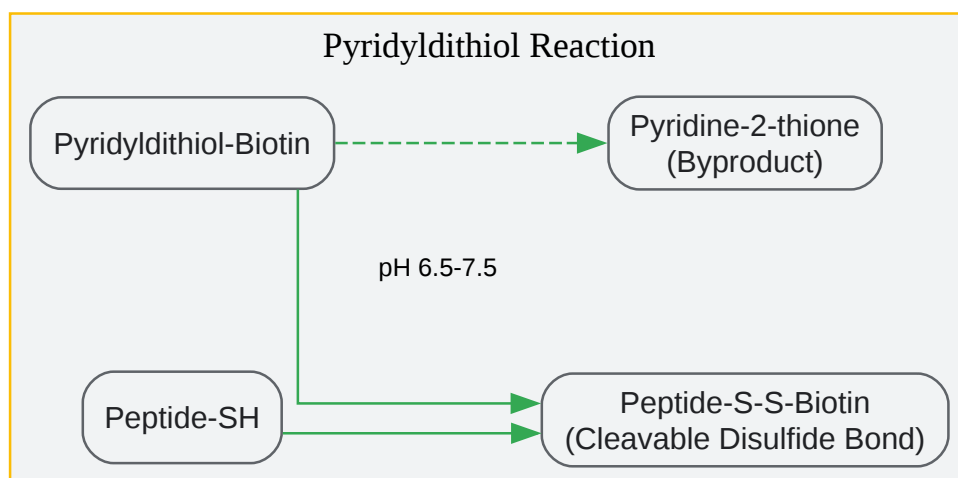 Pyridyldithiol Reaction
Pyridyldithiol-Biotin
Pyridine-2-thione
(Byproduct)
pH 6.5-7.5
Peptide-SH
Peptide-S-S-Biotin
(Cleavable Disulfide Bond)